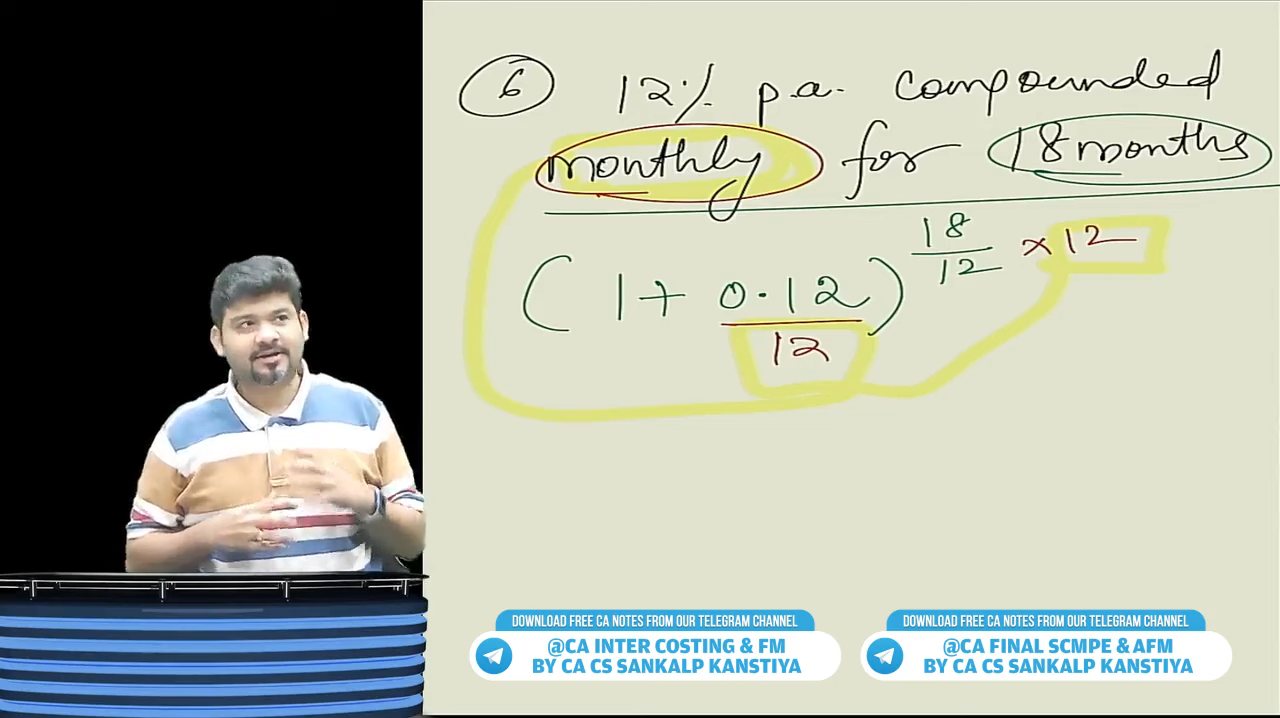 6 12% p.a. compounded
monthly for 18 months
(1 + 0.12/12)^(18/12 × 12)
DOWNLOAD FREE CA NOTES FROM OUR TELEGRAM CHANNEL
@CA INTER COSTING & FM
BY CA CS SANKALP KANSTIYA
DOWNLOAD FREE CA NOTES FROM OUR TELEGRAM CHANNEL
@CA FINAL SCMPE & AFM
BY CA CS SANKALP KANSTIYA